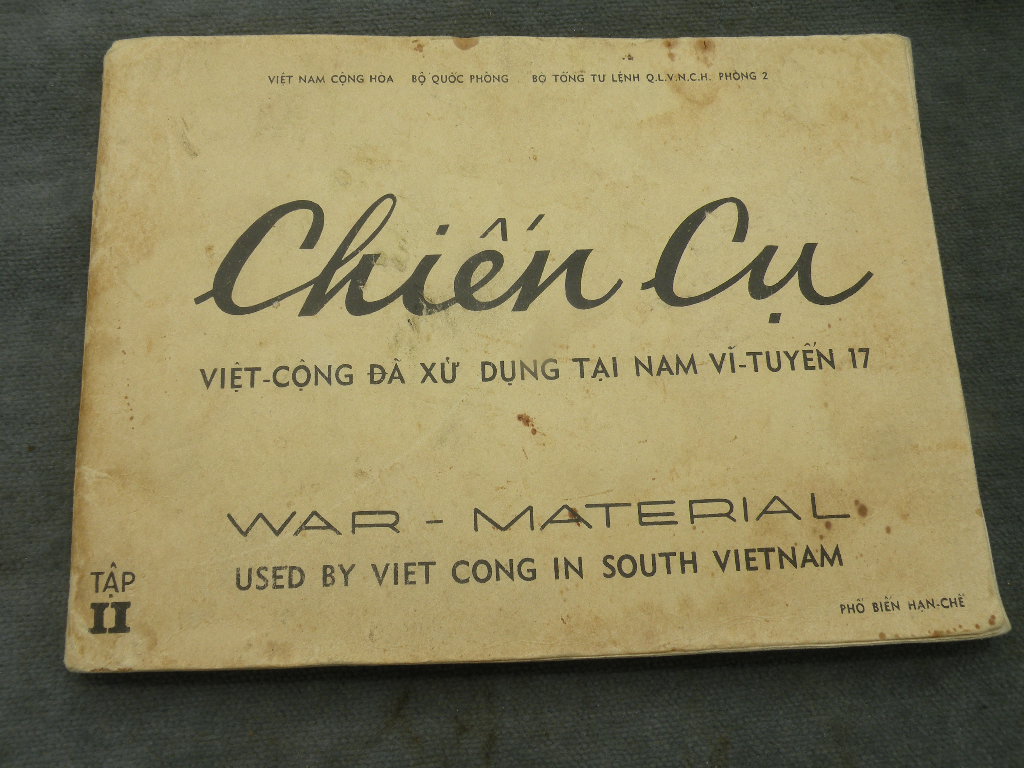 VIỆT NAM CỘNG HÒA BỘ QUỐC PHÒNG BỘ TỔNG TƯ LỆNH Q.L.V.N.C.H. PHÒNG 2
Chiến Cụ
VIỆT-CỘNG ĐÃ XỬ DỤNG TẠI NAM VĨ-TUYẾN 17
WAR - MATERIAL
USED BY VIET CONG IN SOUTH VIETNAM
TẬP
II
PHỔ BIẾN HẠN-CHẾ